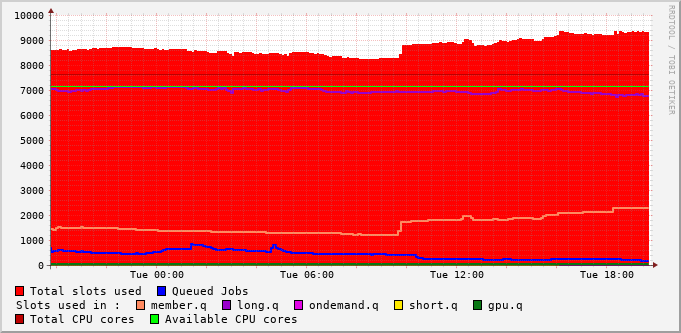 RRDTOOL / TOBI OETIKER
10000
9000
8000
7000
6000
5000
4000
3000
2000
1000
0
Tue 00:00 Tue 06:00 Tue 12:00 Tue 18:00
Total slots used Queued Jobs
Slots used in : member.q long.q ondemand.q short.q gpu.q
Total CPU cores Available CPU cores